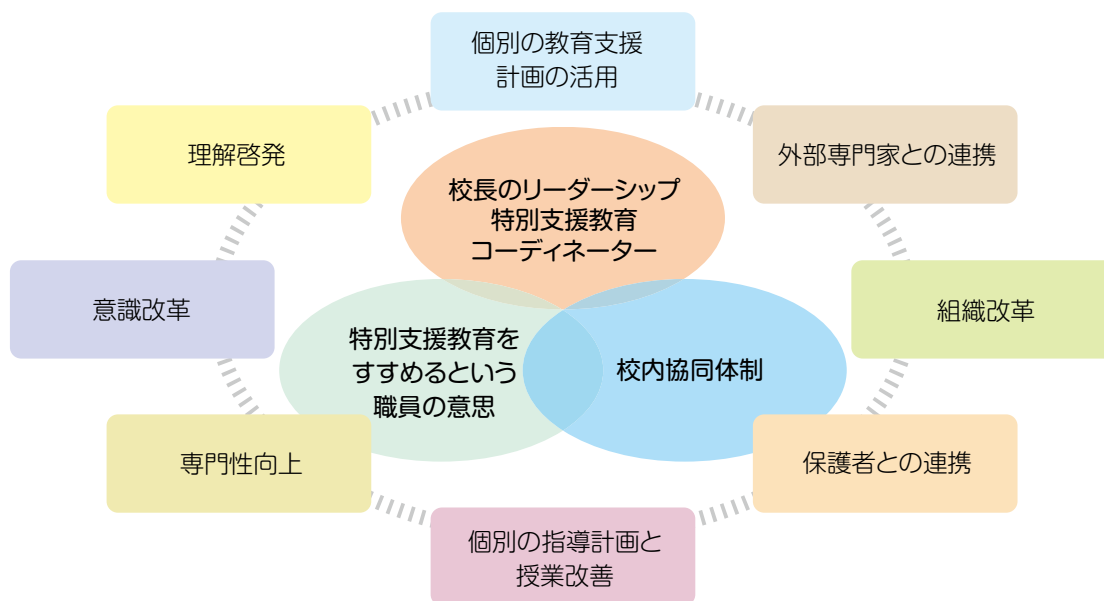 個別の教育支援
計画の活用
理解啓発
外部専門家との連携
校長のリーダーシップ
特別支援教育
コーディネーター
意識改革
組織改革
特別支援教育を
すすめるという
職員の意思
校内協同体制
専門性向上
保護者との連携
個別の指導計画と
授業改善